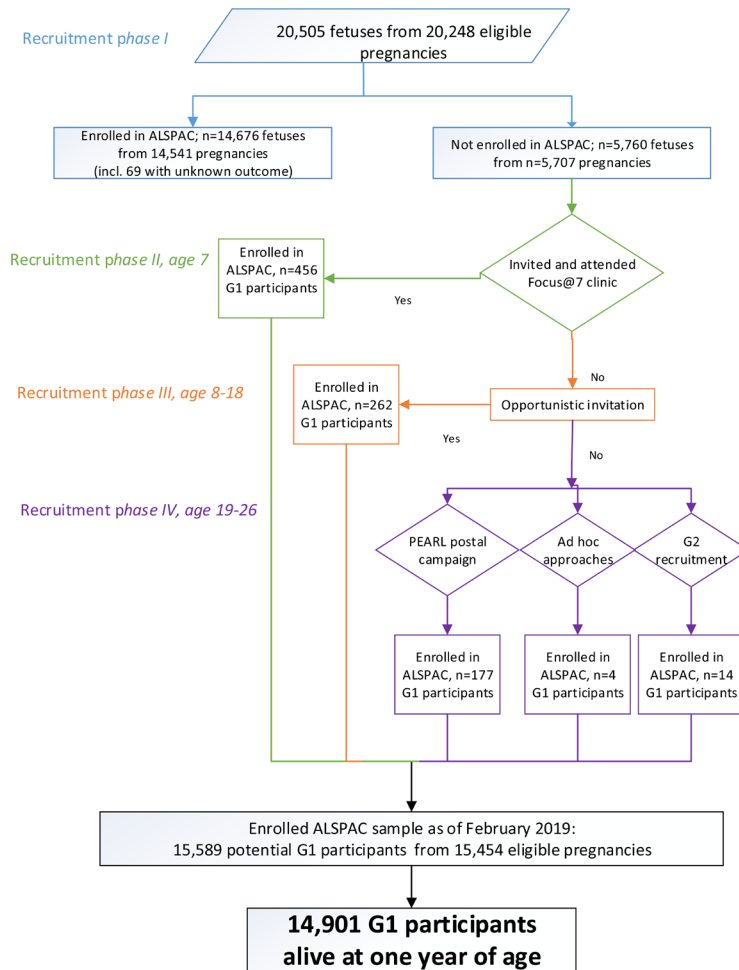 Recruitment phase I
20,505 fetuses from 20,248 eligible
pregnancies
Enrolled in ALSPAC; n=14,676 fetuses
from 14,541 pregnancies
(incl. 69 with unknown outcome)
Not enrolled in ALSPAC; n=5,760 fetuses
from n=5,707 pregnancies
Recruitment phase II, age 7
Enrolled in
ALSPAC, n=456
G1 participants
Yes
Invited and attended
Focus@7 clinic
No
Recruitment phase III, age 8-18
Enrolled in
ALSPAC, n=262
G1 participants
Yes
Opportunistic invitation
No
Recruitment phase IV, age 19-26
PEARL postal
campaign
Ad hoc
approaches
G2
recruitment
Enrolled in
ALSPAC, n=177
G1 participants
Enrolled in
ALSPAC, n=4
G1 participants
Enrolled in
ALSPAC, n=14
G1 participants
Enrolled ALSPAC sample as of February 2019:
15,589 potential G1 participants from 15,454 eligible pregnancies
14,901 G1 participants
alive at one year of age